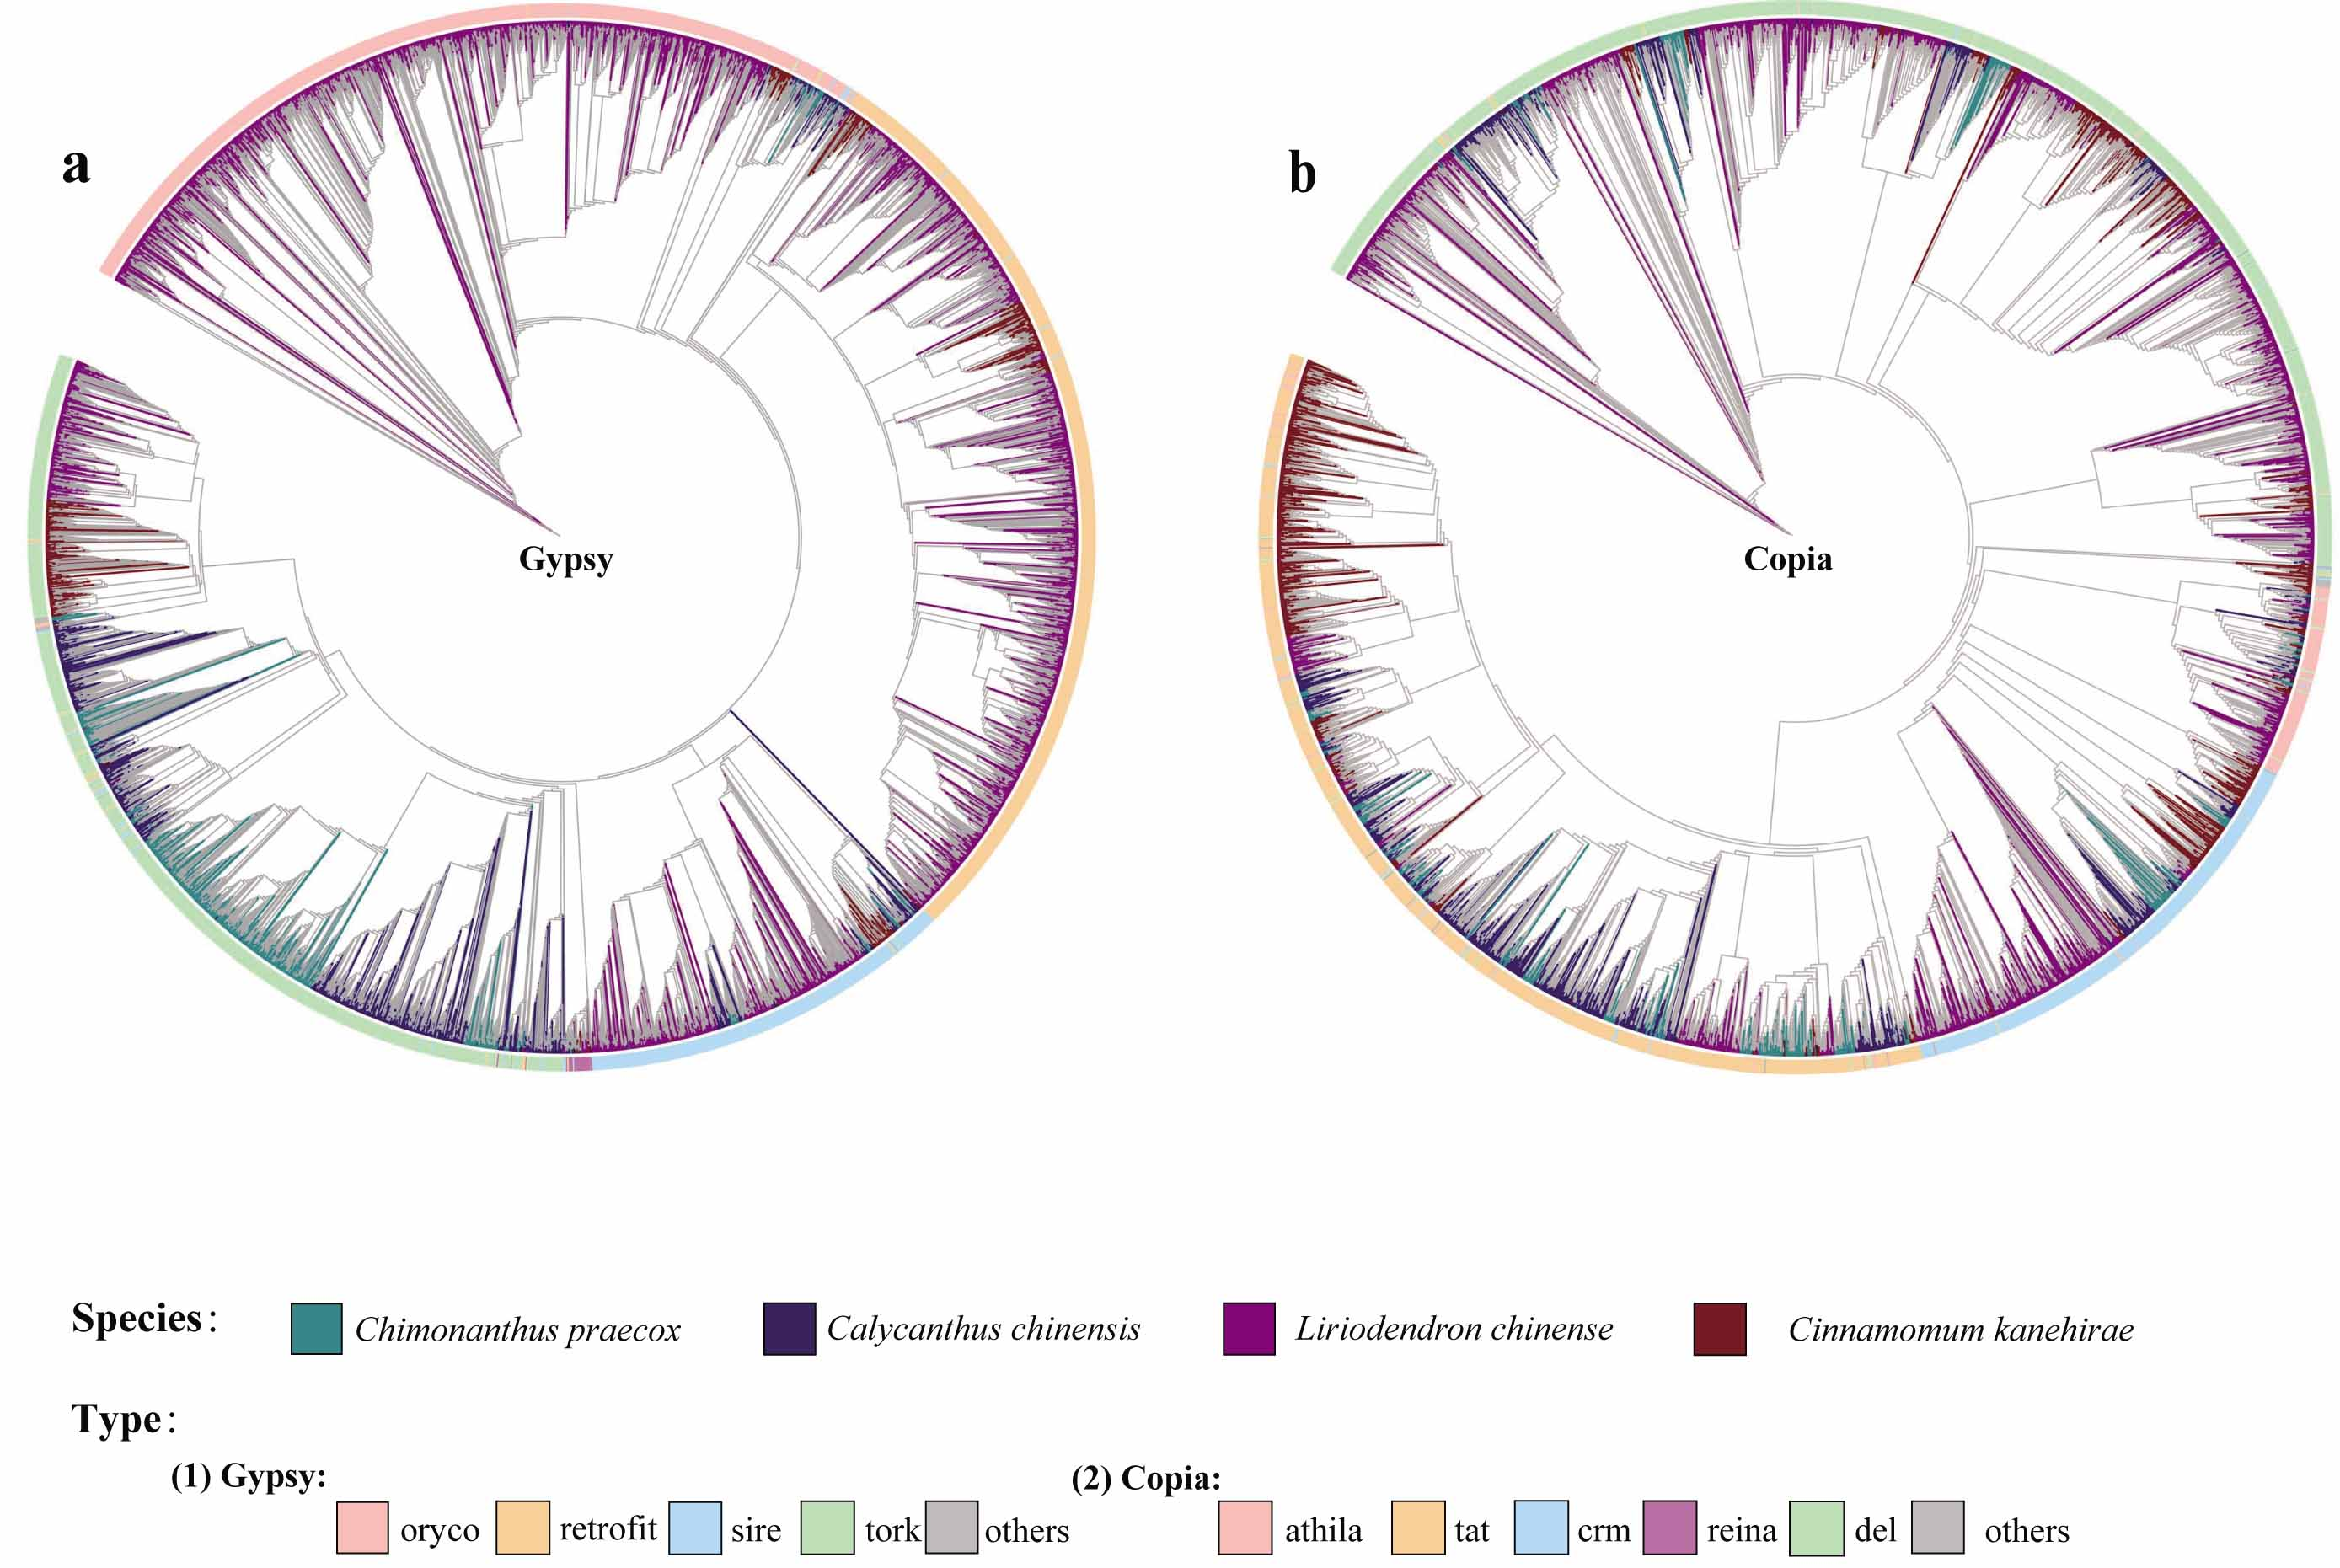 a
b
Gypsy
Copia
Species:
Chimonanthus praecox
Calycanthus chinensis
Liriodendron chinense
Cinnamomum kanehirae
Type:
(1) Gypsy:
(2) Copia:
oryco
retrofit
sire
tork
others
athila
tat
crm
reina
del
others